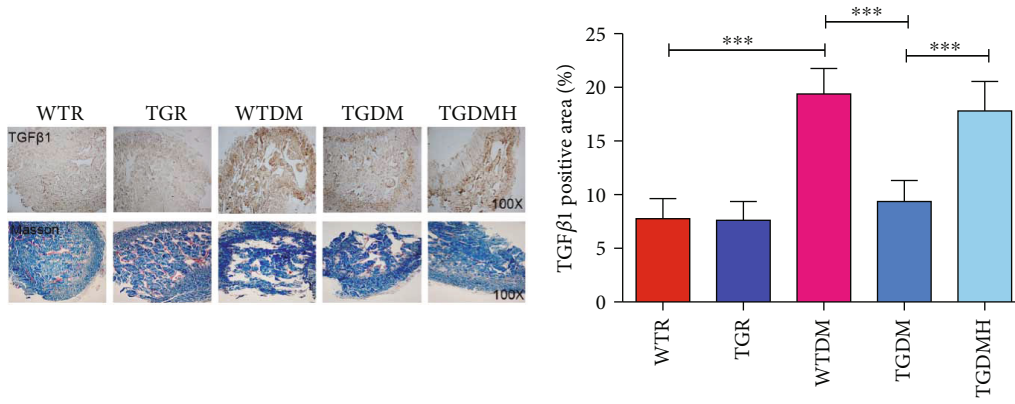 WTR TGR WTDM TGDM TGDMH
TGFβ1
100X
Masson
100X
TGFβ1 positive area (%)
25
20
15
10
5
0
***
***
***
WTR
TGR
WTDM
TGDM
TGDMH